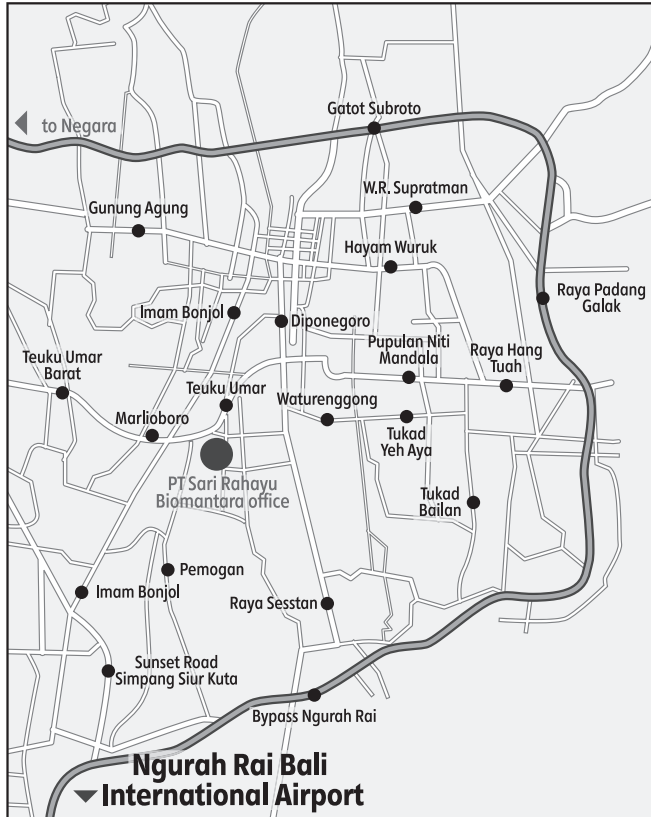 Gatot Subroto
to Negara
W.R. Supratman
Gunung Agung
Hayam Wuruk
Raya Padang
Galak
Imam Bonjol
Diponegoro
Pupulan Niti
Mandala
Raya Hang
Tuah
Teuku Umar
Barat
Teuku Umar
Waturenggong
Marlioboro
Tukad
Yeh Aya
PT Sari Rahayu
Biomantara office
Tukad
Bailan
Pemogan
Imam Bonjol
Raya Sesstan
Sunset Road
Simpang Siur Kuta
Bypass Ngurah Rai
Ngurah Rai Bali
International Airport